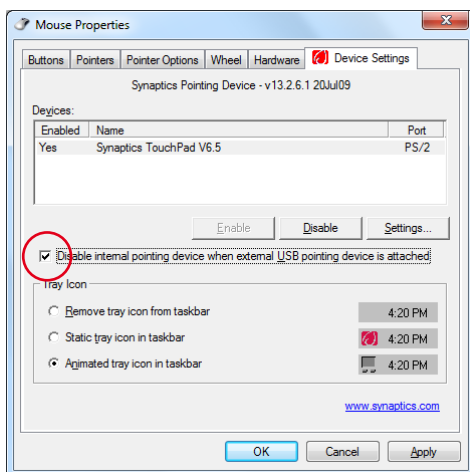 Mouse Properties
Buttons Pointers Pointer Options Wheel Hardware Device Settings
Synaptics Pointing Device - v13.2.6.1 20Jul09
Devices:
Enabled Name Port
Yes Synaptics TouchPad V6.5 PS/2
Enable Disable Settings...
Disable internal pointing device when external USB pointing device is attached
Tray Icon
Remove tray icon from taskbar 4:20 PM
Static tray icon in taskbar 4:20 PM
Animated tray icon in taskbar 4:20 PM
www.synaptics.com
OK Cancel Apply